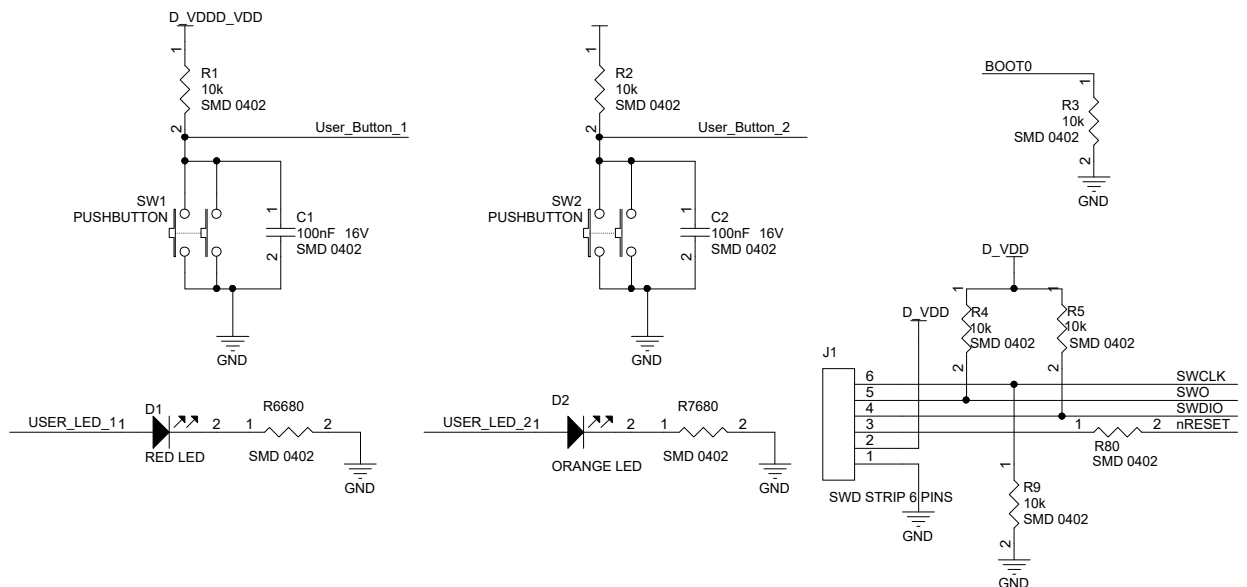 D_VDDD_VDD
1
R1
10k
SMD 0402
2
User_Button_1
SW1
PUSHBUTTON
1
C1
100nF 16V
SMD 0402
2
GND
1
R2
10k
SMD 0402
2
User_Button_2
SW2
PUSHBUTTON
1
C2
100nF 16V
SMD 0402
2
GND
BOOT0
1
R3
10k
SMD 0402
2
GND
USER_LED_11
D1
2
RED LED
1
R6680
2
SMD 0402
GND
USER_LED_21
D2
2
ORANGE LED
1
R7680
2
SMD 0402
GND
D_VDD
D_VDD
1
R4
10k
SMD 0402
2
1
R5
10k
SMD 0402
2
J1
6
5
4
3
2
1
SWD STRIP 6 PINS
GND
SWCLK
SWO
SWDIO
nRESET
1
2
R80
SMD 0402
1
R9
10k
SMD 0402
2
GND